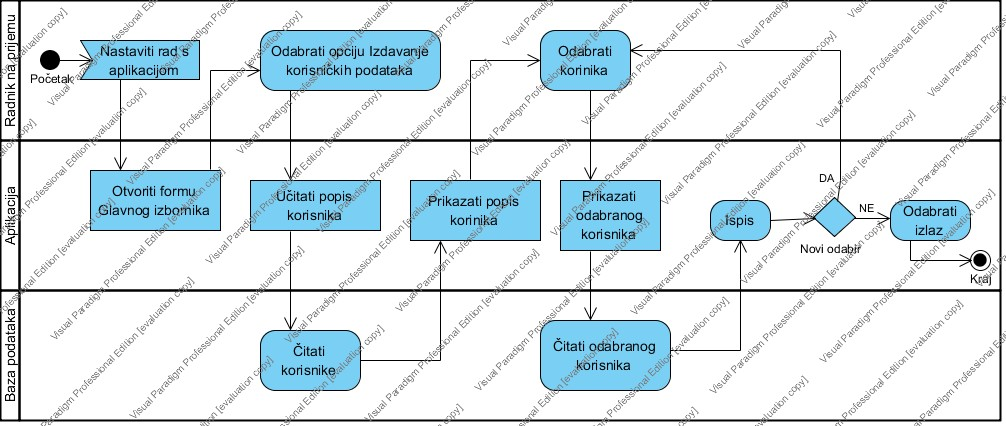 Radnik na prijemu
Početak
Nastaviti rad s
aplikacijom
Odabrati opciju Izdavanje
korisničkih podataka
Odabrati
korinika
Aplikacija
Otvoriti formu
Glavnog izbornika
Učitati popis
korisnika
Prikazati popis
korinika
Prikazati
odabranog
korisnika
Ispis
DA
Novi odabir
NE
Odabrati
izlaz
Kraj
Baza podataka
Čitati
korisnike
Čitati odabranog
korisnika
Visual Paradigm Professional Edition [evaluation copy]